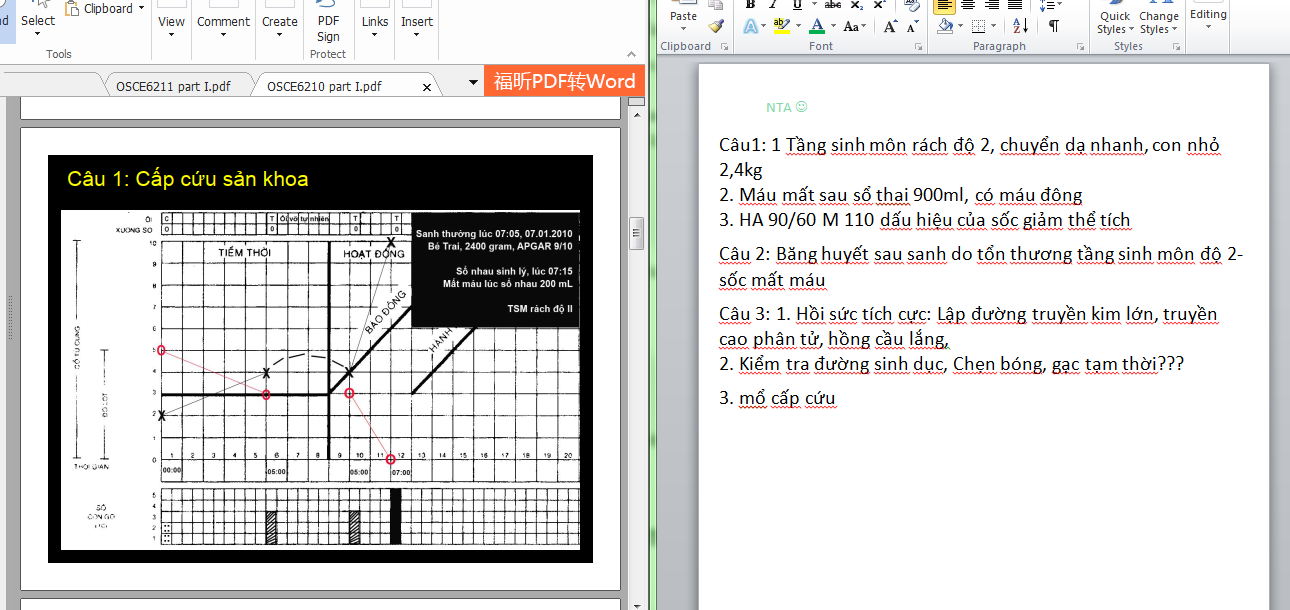 Select
Clipboard
View
Comment
Create
PDF
Sign
Links
Insert
Tools
Protect
OSCE6211 part I.pdf
OSCE6210 part I.pdf
福昕PDF转Word
Câu 1: Cấp cứu sản khoa
ỐI
C
T
Ối vỡ tự nhiên
T
T
XƯƠNG SỌ
0
0
0
0
Sanh thường lúc 07:05, 07.01.2010
Bé Trai, 2400 gram, APGAR 9/10
Sổ nhau sinh lý, lúc 07:15
Mất máu lúc sổ nhau 200 mL
TSM rách độ II
TIỀM THỜI
HOẠT ĐỘNG
BÁO ĐỘNG
10
9
8
7
6
5
4
3
2
1
0
1 2 3 4 5 6 7 8 9 10 11 12 13 14 15 16 17 18 19 20
THỜI GIAN
00:00
05:00
05:00
07:00
SỐ
5
4
3
2
1
Paste
Clipboard
B I U abc
Aa
Font
Paragraph
Quick
Styles
Change
Styles
Styles
Editing
NTA ☺
Câu1: 1 Tầng sinh môn rách độ 2, chuyển dạ nhanh, con nhỏ
2,4kg
2. Máu mất sau sổ thai 900ml, có máu đông
3. HA 90/60 M 110 dấu hiệu của sốc giảm thể tích
Câu 2: Băng huyết sau sanh do tổn thương tầng sinh môn độ 2-
sốc mất máu
Câu 3: 1. Hồi sức tích cực: Lập đường truyền kim lớn, truyền
cao phân tử, hồng cầu lắng,
2. Kiểm tra đường sinh dục, Chen bóng, gạc tạm thời???
3. mổ cấp cứu